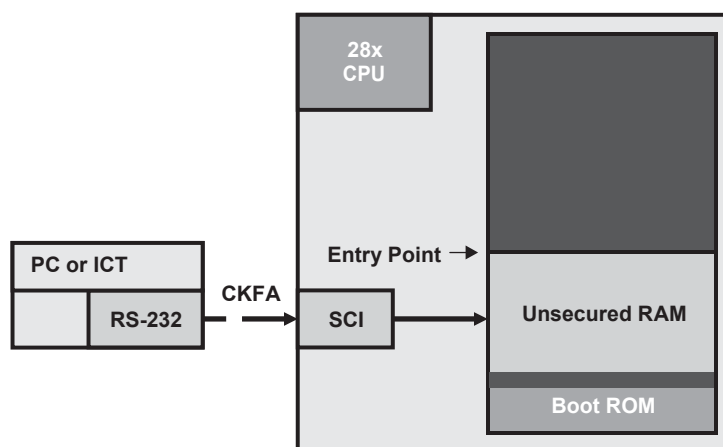 28x
CPU
Entry Point
PC or ICT
CKFA
RS-232
SCI
Unsecured RAM
Boot ROM